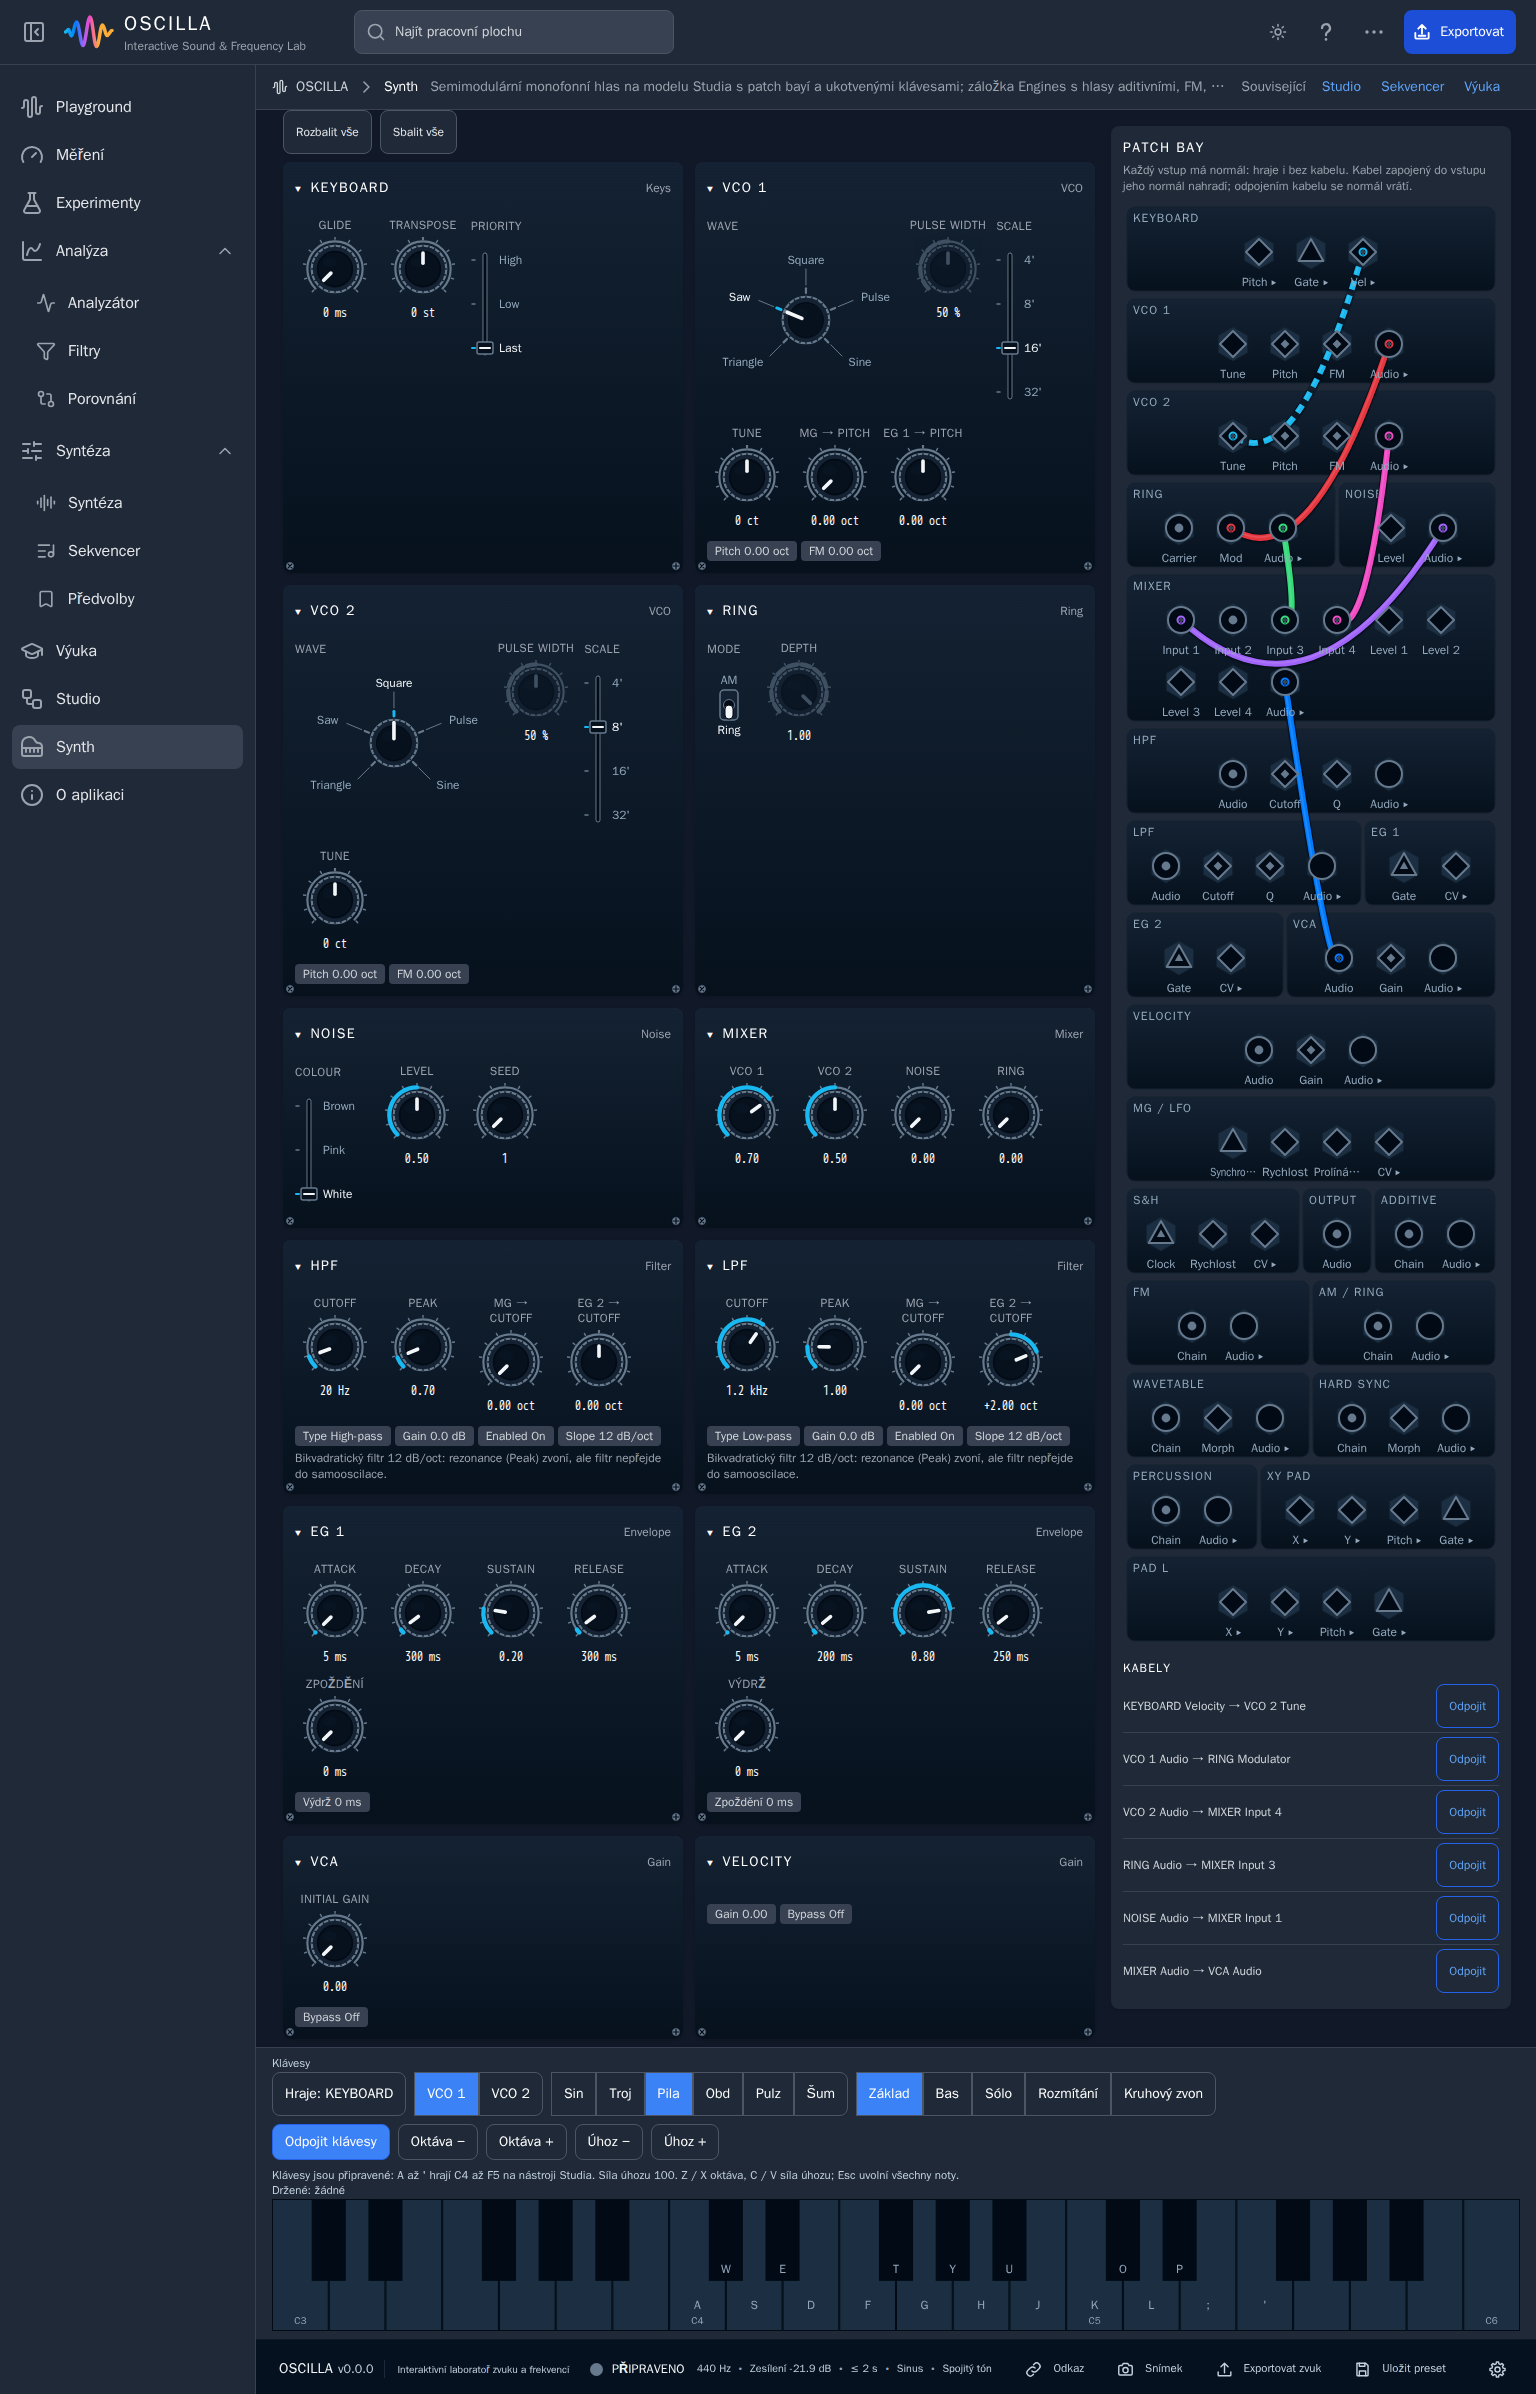 OSCILLA
Interactive Sound & Frequency Lab
Najít pracovní plochu
Exportovat
Playground
Měření
Experimenty
Analýza
Analyzátor
Filtry
Porovnání
Syntéza
Syntéza
Sekvencer
Předvolby
Výuka
Studio
Synth
O aplikaci
OSCILLA > Synth Semimodulární monofonní hlas na modelu Studia s patch bayí a ukotvenými klávesami; záložka Engines s hlasy aditivními, FM, ... Související Studio Sekvencer Výuka
Rozbalit vše Sbalit vše
KEYBOARD Keys
GLIDE TRANSPOSE PRIORITY
High
Low
Last
0 ms 0 st
VCO 1 VCO
WAVE PULSE WIDTH SCALE
Square
Saw Pulse
Triangle Sine
50 %
4'
8'
16'
32'
TUNE MG → PITCH EG 1 → PITCH
0 ct 0.00 oct 0.00 oct
Pitch 0.00 oct FM 0.00 oct
VCO 2 VCO
WAVE PULSE WIDTH SCALE
Square
Saw Pulse
Triangle Sine
50 %
4'
8'
16'
32'
TUNE
0 ct
Pitch 0.00 oct FM 0.00 oct
RING Ring
MODE DEPTH
AM
Ring
1.00
NOISE Noise
COLOUR LEVEL SEED
Brown
Pink
White
0.50 1
MIXER Mixer
VCO 1 VCO 2 NOISE RING
0.70 0.50 0.00 0.00
HPF Filter
CUTOFF PEAK MG → CUTOFF EG 2 → CUTOFF
20 Hz 0.70 0.00 oct 0.00 oct
Type High-pass Gain 0.0 dB Enabled On Slope 12 dB/oct
Bikvadratický filtr 12 dB/oct: rezonance (Peak) zvoní, ale filtr nepřejde
do samooscilace.
LPF Filter
CUTOFF PEAK MG → CUTOFF EG 2 → CUTOFF
1.2 kHz 1.00 0.00 oct +2.00 oct
Type Low-pass Gain 0.0 dB Enabled On Slope 12 dB/oct
Bikvadratický filtr 12 dB/oct: rezonance (Peak) zvoní, ale filtr nepřejde
do samooscilace.
EG 1 Envelope
ATTACK DECAY SUSTAIN RELEASE
5 ms 300 ms 0.20 300 ms
ZPOŽDĚNÍ
0 ms
Výdrž 0 ms
EG 2 Envelope
ATTACK DECAY SUSTAIN RELEASE
5 ms 200 ms 0.80 250 ms
VÝDRŽ
0 ms
Zpoždění 0 ms
VCA Gain
INITIAL GAIN
0.00
Bypass Off
VELOCITY Gain
Gain 0.00 Bypass Off
PATCH BAY
Každý vstup má normál: hraje i bez kabelu. Kabel zapojený do vstupu
jeho normál nahradí; odpojením kabelu se normál vrátí.
KEYBOARD
Pitch ▸ Gate ▸ Vel ▸
VCO 1
Tune Pitch FM Audio ▸
VCO 2
Tune Pitch FM Audio ▸
RING NOISE
Carrier Mod Audio ▸ Level Audio ▸
MIXER
Input 1 Input 2 Input 3 Input 4 Level 1 Level 2
Level 3 Level 4 Audio ▸
HPF
Audio Cutoff Q Audio ▸
LPF EG 1
Audio Cutoff Q Audio ▸ Gate CV ▸
EG 2 VCA
Gate CV ▸ Audio Gain Audio ▸
VELOCITY
Audio Gain Audio ▸
MG / LFO
Synchro··· Rychlost Prolíná··· CV ▸
S&H OUTPUT ADDITIVE
Clock Rychlost CV ▸ Audio Chain Audio ▸
FM AM / RING
Chain Audio ▸ Chain Audio ▸
WAVETABLE HARD SYNC
Chain Morph Audio ▸ Chain Morph Audio ▸
PERCUSSION XY PAD
Chain Audio ▸ X ▸ Y ▸ Pitch ▸ Gate ▸
PAD L
X ▸ Y ▸ Pitch ▸ Gate ▸
KABELY
KEYBOARD Velocity → VCO 2 Tune Odpojit
VCO 1 Audio → RING Modulator Odpojit
VCO 2 Audio → MIXER Input 4 Odpojit
RING Audio → MIXER Input 3 Odpojit
NOISE Audio → MIXER Input 1 Odpojit
MIXER Audio → VCA Audio Odpojit
Klávesy
Hraje: KEYBOARD VCO 1 VCO 2 Sin Troj Pila Obd Pulz Šum Základ Bas Sólo Rozmítání Kruhový zvon
Odpojit klávesy Oktáva − Oktáva + Úhoz − Úhoz +
Klávesy jsou připravené: A až ' hrají C4 až F5 na nástroji Studia. Síla úhozu 100. Z / X oktáva, C / V síla úhozu; Esc uvolní všechny noty.
Držené: žádné
W E T Y U O P
A S D F G H J K L ; '
C3 C4 C5 C6
OSCILLA v0.0.0 Interaktivní laboratoř zvuku a frekvencí PŘIPRAVENO 440 Hz • Zesílení -21.9 dB • ≤ 2 s • Sinus • Spojitý tón Odkaz Snímek Exportovat zvuk Uložit preset